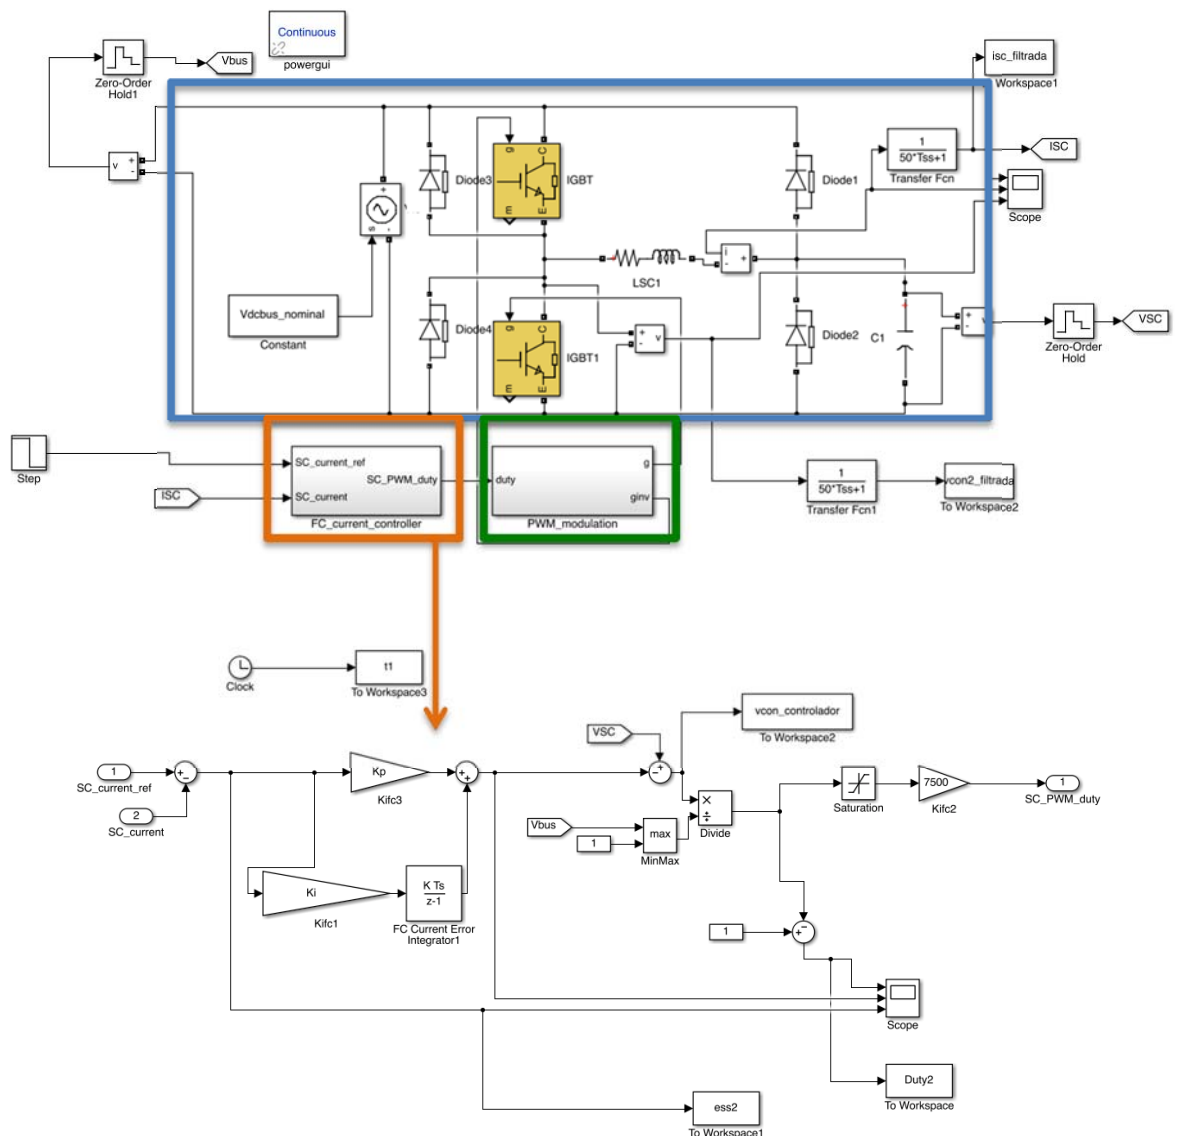 Continuous
powergui
Vbus
Zero-Order
Hold1
isc_filtrada
Workspace1
v
+
-
1
50*Tss+1
Transfer Fcn
ISC
Scope
Diode3
g
C
m
E
IGBT
Diode1
+
-
s
i
+
-
LSC1
Vdcbus_nominal
Constant
Diode4
g
C
m
E
IGBT1
+
-
v
Diode2
C1
+
-
v
Zero-Order
Hold
VSC
Step
ISC
SC_current_ref
SC_current
SC_PWM_duty
FC_current_controller
duty
g
ginv
PWM_modulation
1
50*Tss+1
Transfer Fcn1
vcon2_filtrada
To Workspace2
Clock
t1
To Workspace3
1
SC_current_ref
2
SC_current
Kp
Kifc3
Ki
Kifc1
K Ts
z-1
FC Current Error
Integrator1
VSC
vcon_controlador
To Workspace2
Vbus
1
max
MinMax
×
÷
Divide
Saturation
7500
Kifc2
1
SC_PWM_duty
1
Scope
Duty2
To Workspace
ess2
To Workspace1